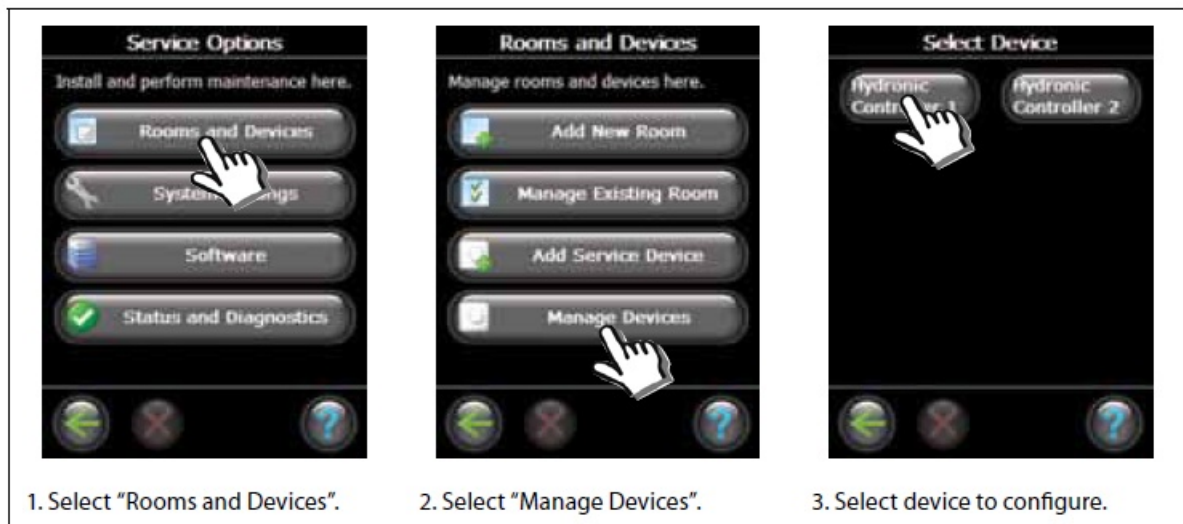 Service Options
Install and perform maintenance here.
Rooms and Devices
Software
Status and Diagnostics
1. Select “Rooms and Devices”.
Rooms and Devices
Manage rooms and devices here.
Add New Room
Manage Existing Room
Add Service Device
Manage Devices
2. Select “Manage Devices”.
Select Device
Hydronic
Hydronic
Controller 2
3. Select device to configure.